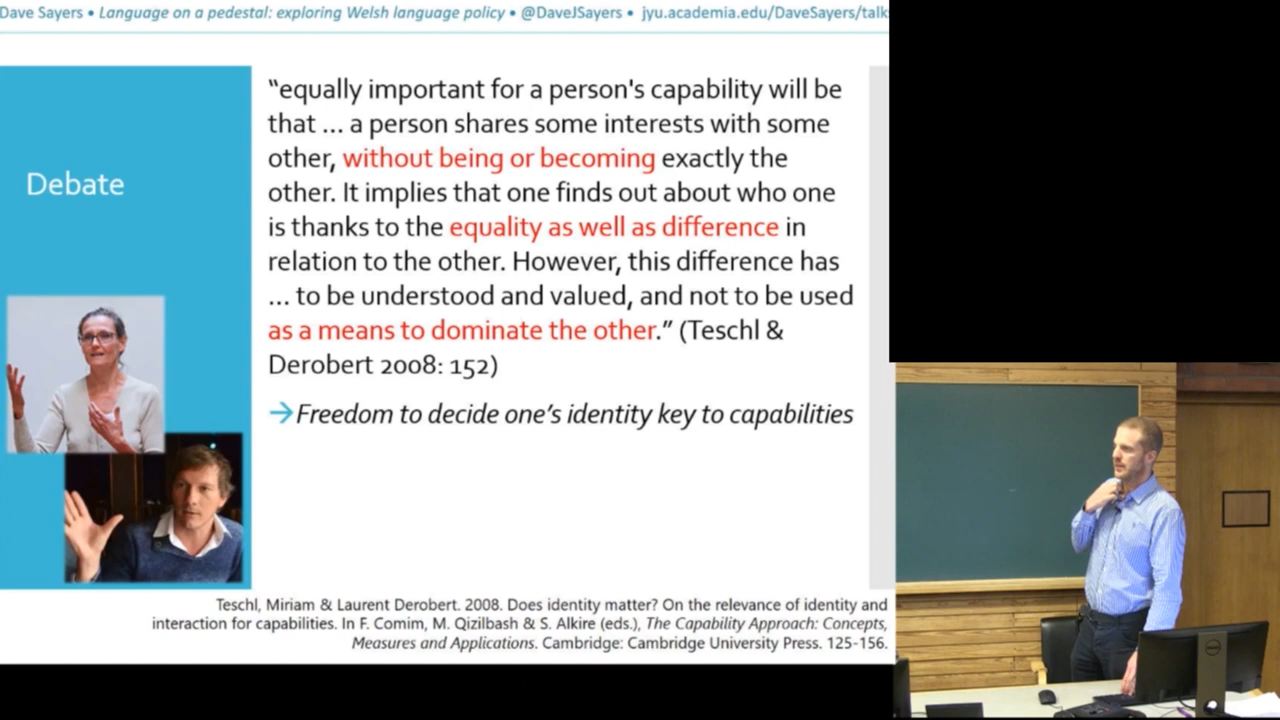 Dave Sayers • Language on a pedestal: exploring Welsh language policy • @DaveJSayers • jyu.academia.edu/DaveSayers/talk
Debate
“equally important for a person's capability will be
that ... a person shares some interests with some
other, without being or becoming exactly the
other. It implies that one finds out about who one
is thanks to the equality as well as difference in
relation to the other. However, this difference has
... to be understood and valued, and not to be used
as a means to dominate the other.” (Teschl &
Derobert 2008: 152)
→Freedom to decide one’s identity key to capabilities
Teschl, Miriam & Laurent Derobert. 2008. Does identity matter? On the relevance of identity and
interaction for capabilities. In F. Comim, M. Qizilbash & S. Alkire (eds.), The Capability Approach: Concepts,
Measures and Applications. Cambridge: Cambridge University Press. 125-156.
DELL